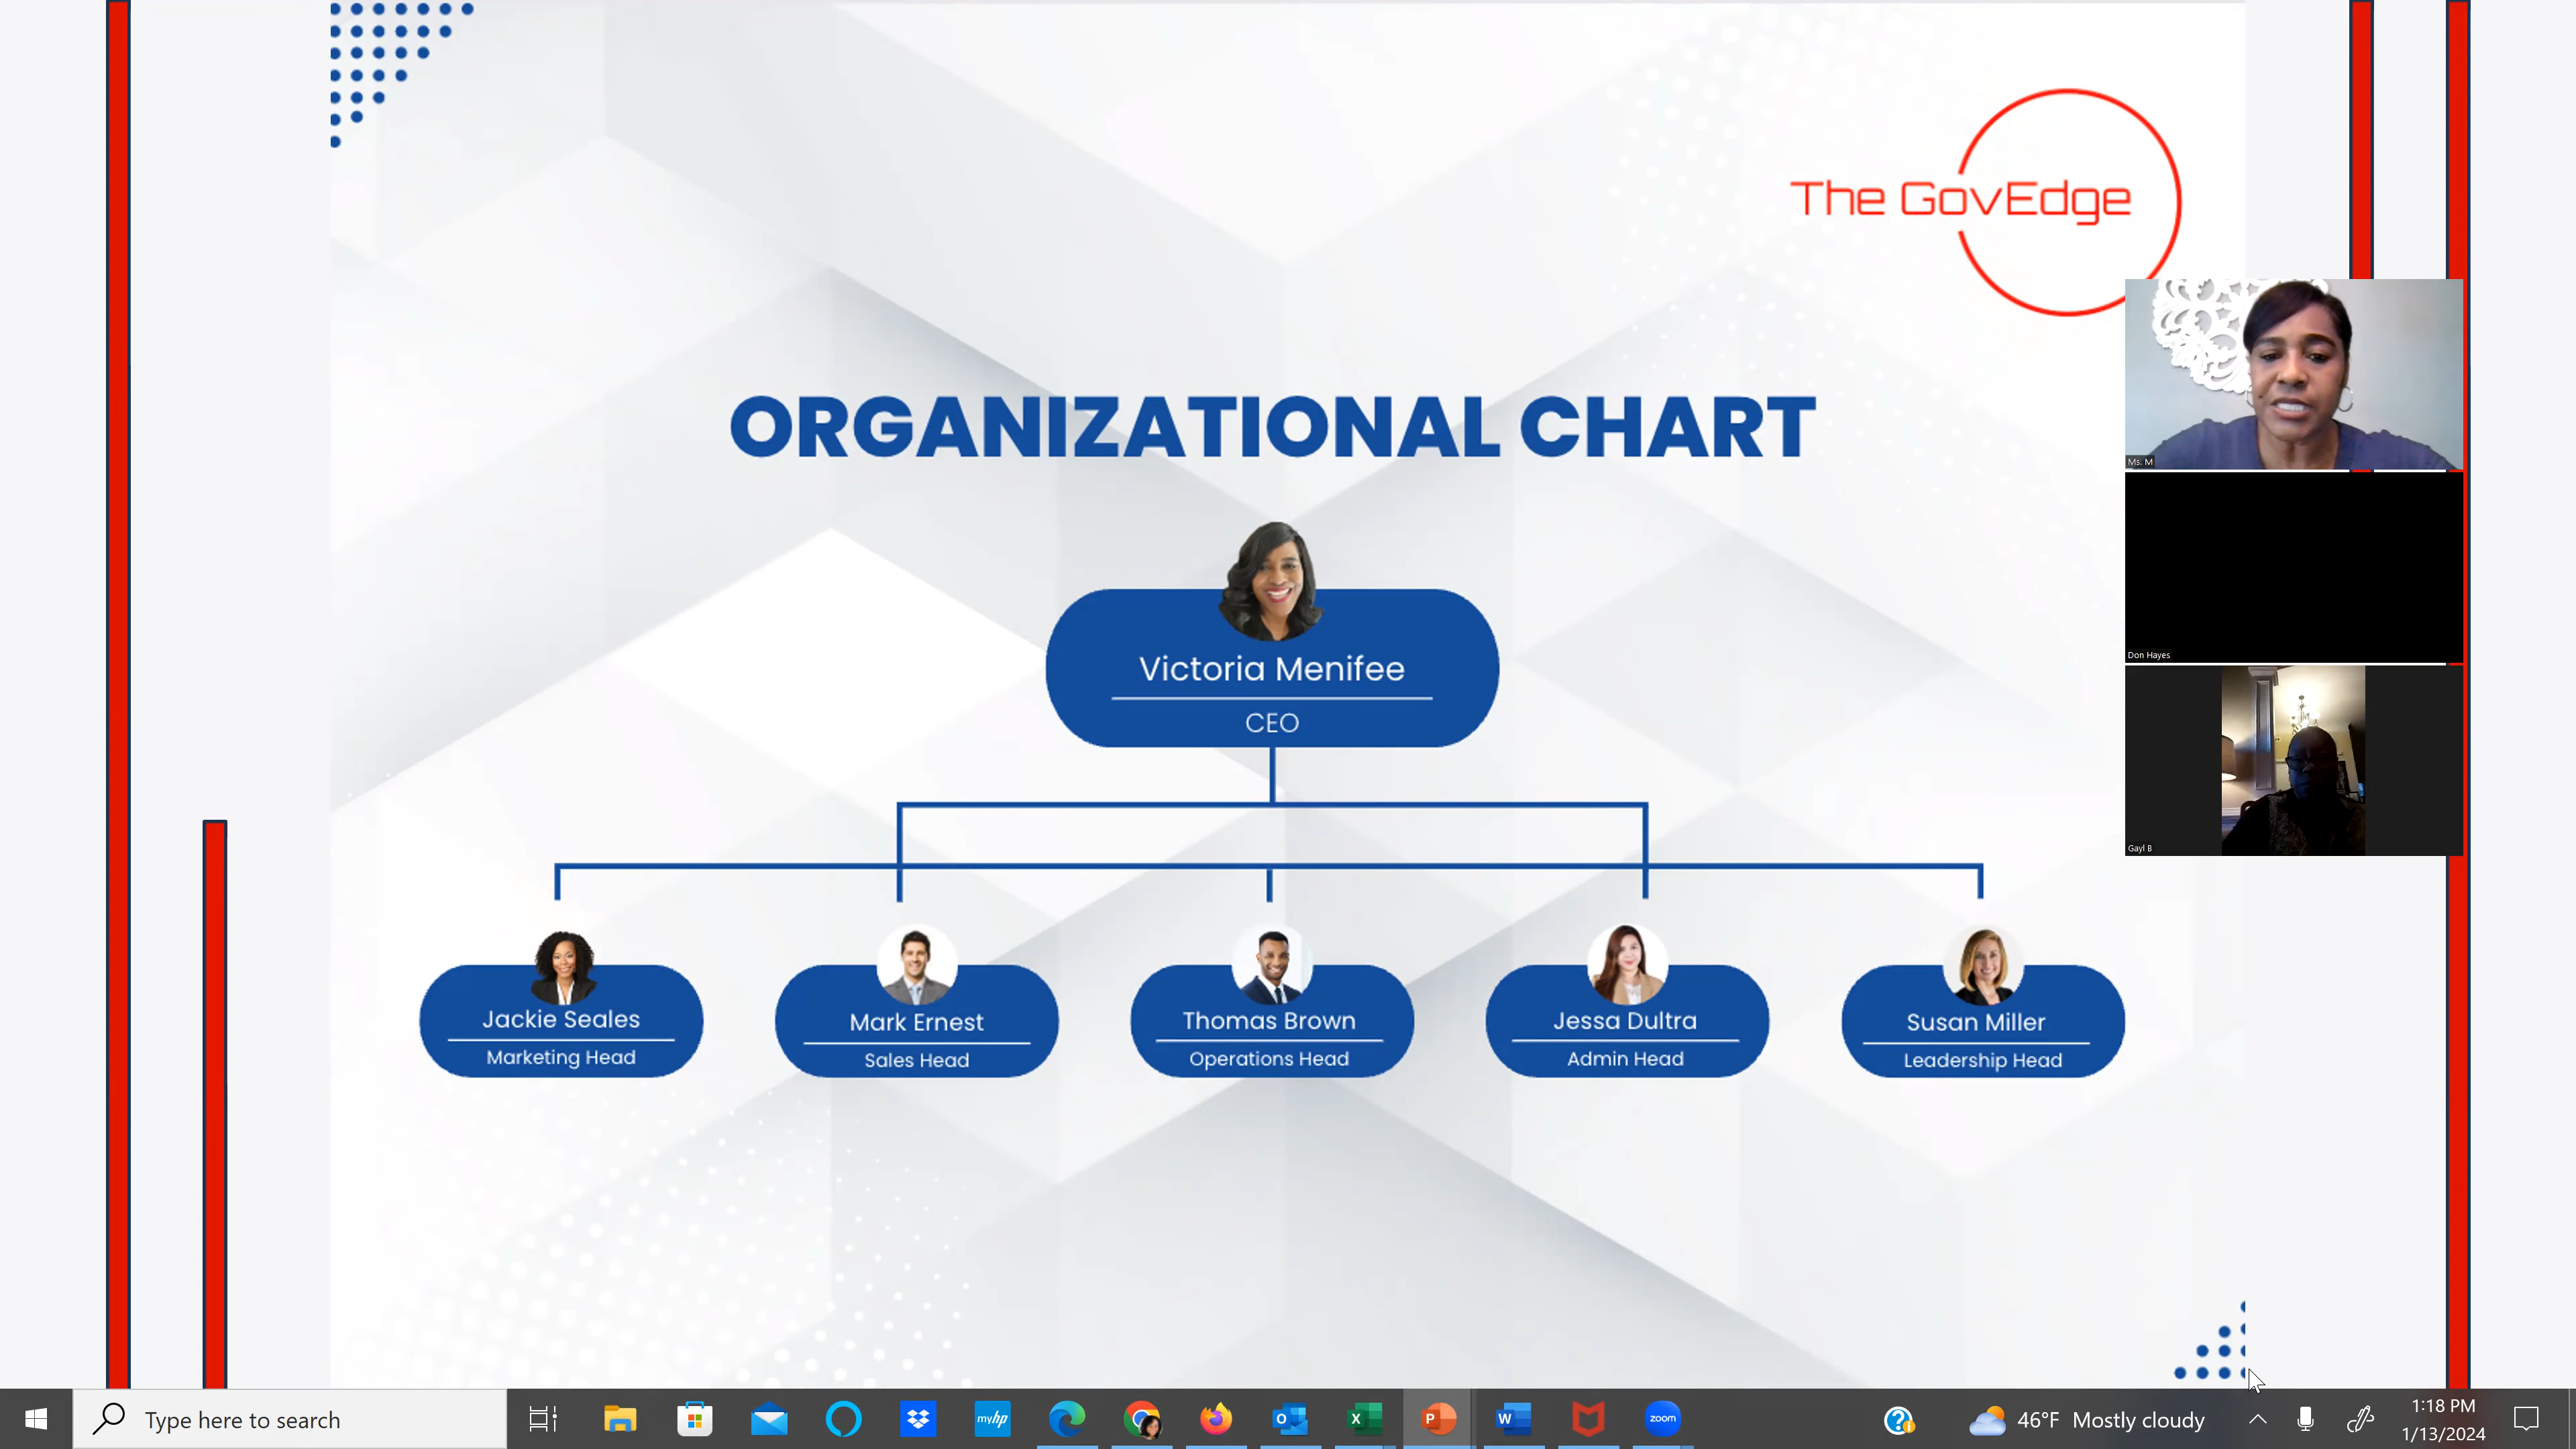 The GovEdge
ORGANIZATIONAL CHART
Victoria Menifee
CEO
Jackie Seales
Marketing Head
Mark Ernest
Sales Head
Thomas Brown
Operations Head
Jessa Dultra
Admin Head
Susan Miller
Leadership Head
Ms. M
Don Hayes
Gayl B
Type here to search
myhp
O
X
P
W
zoom
46°F Mostly cloudy
1:18 PM
1/13/2024